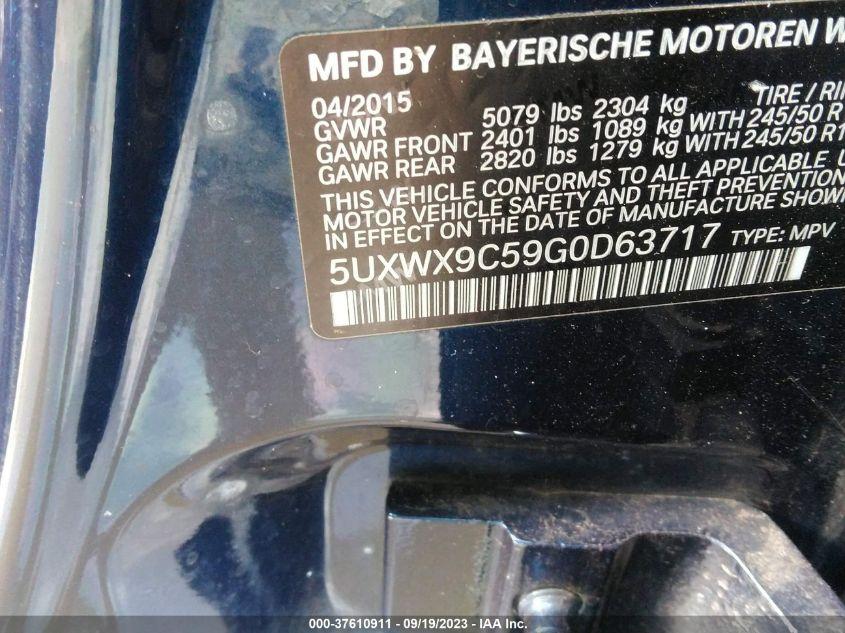 MFD BY BAYERISCHE MOTOREN W
04/2015 TIRE / RI
GVWR 5079 lbs 2304 kg
GAWR FRONT 2401 lbs 1089 kg WITH 245/50 R
GAWR REAR 2820 lbs 1279 kg WITH 245/50 R1
THIS VEHICLE CONFORMS TO ALL APPLICABLE U
MOTOR VEHICLE SAFETY AND THEFT PREVENTION
IN EFFECT ON THE DATE OF MANUFACTURE SHOW
5UXWX9C59G0D63717 TYPE: MPV
000-37610911 - 09/19/2023 - IAA Inc.